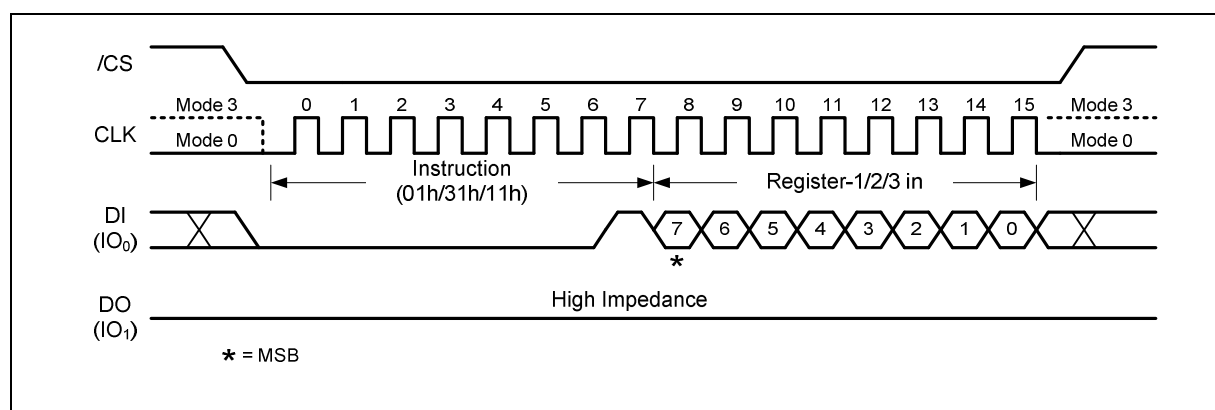 /CS
Mode 3 0 1 2 3 4 5 6 7 8 9 10 11 12 13 14 15 Mode 3
CLK Mode 0 Mode 0
Instruction
(01h/31h/11h)
Register-1/2/3 in
DI
(IO₀)
7 6 5 4 3 2 1 0
*
High Impedance
DO
(IO₁)
* = MSB